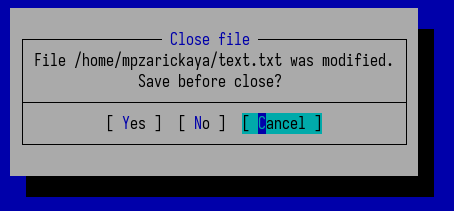 Close file
File /home/mpzarickaya/text.txt was modified.
Save before close?
[ Yes ] [ No ] [ Cancel ]